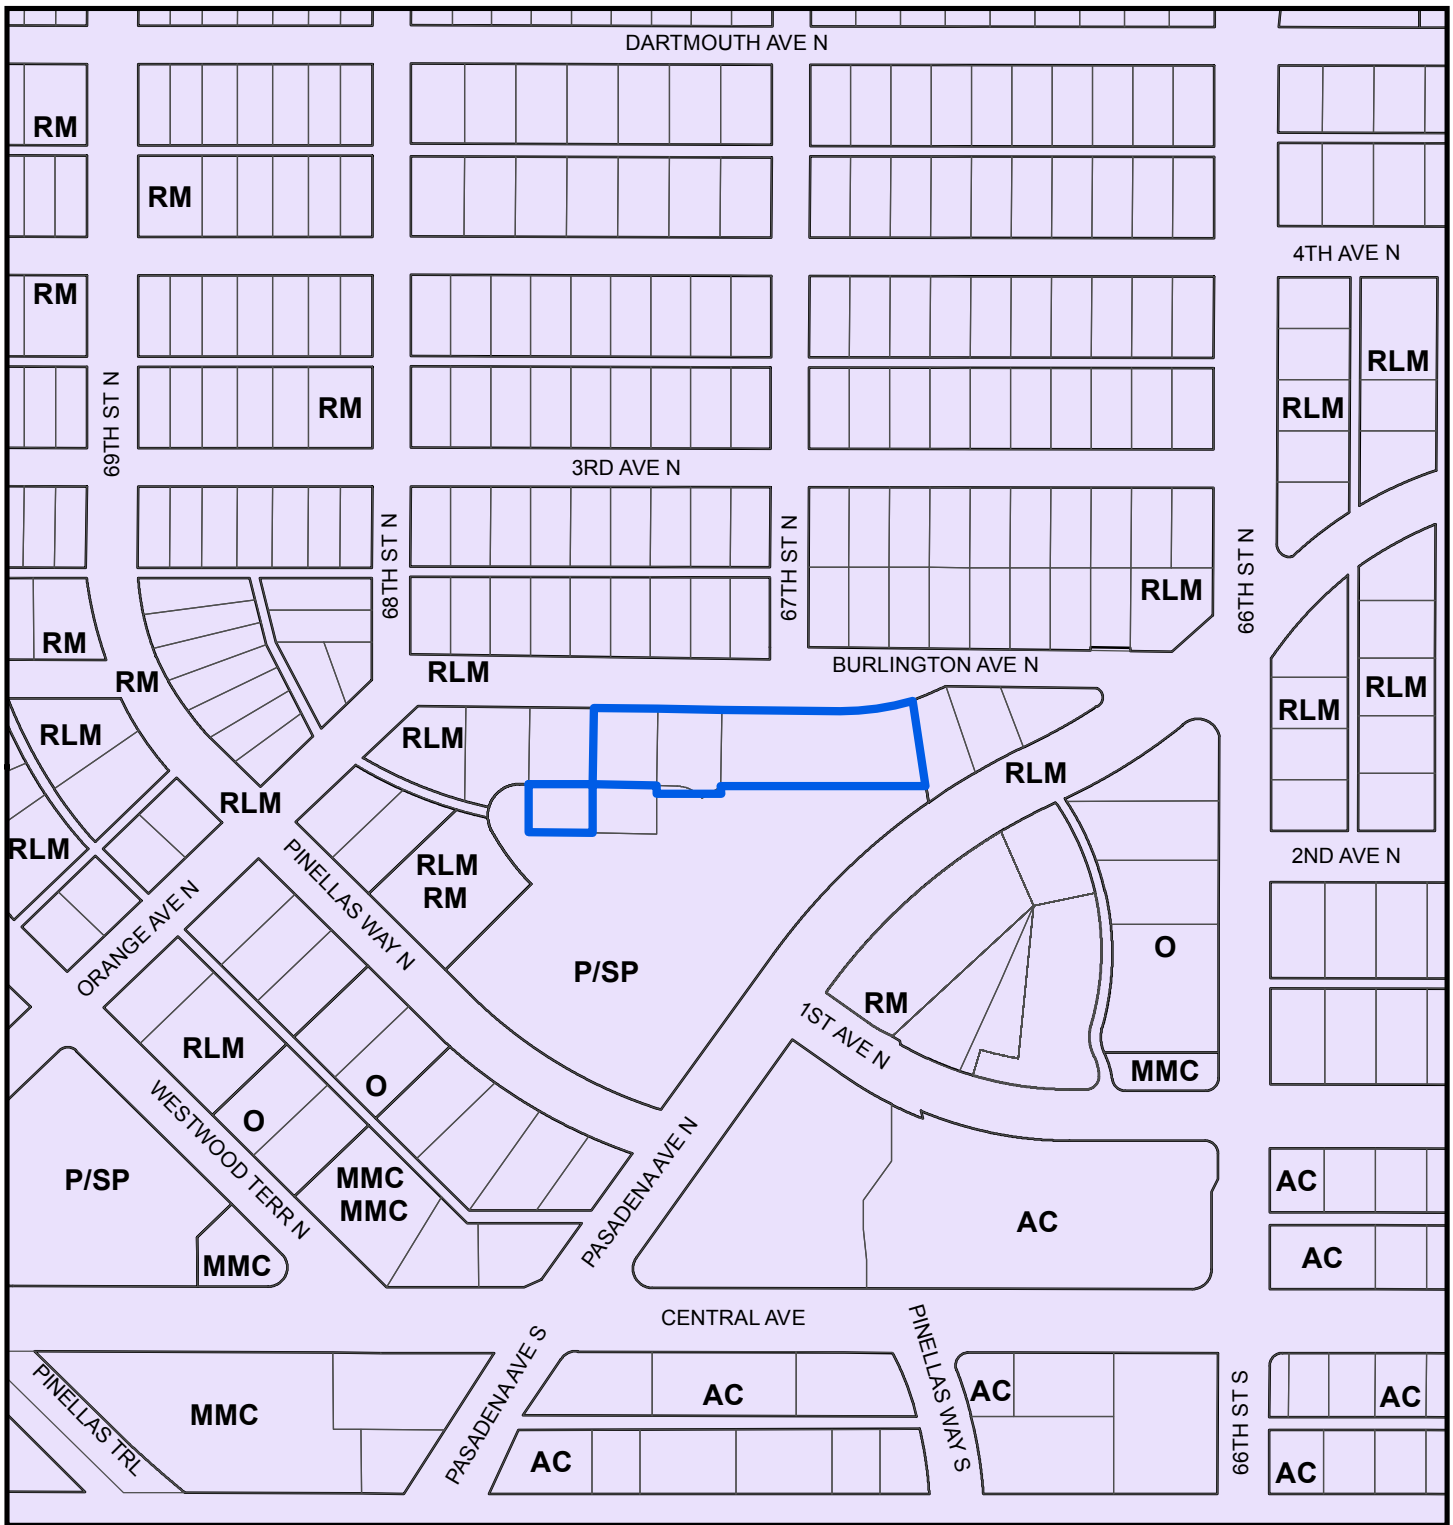 DARTMOUTH AVE N
RM
RM
4TH AVE N
RM
RLM
RLM
RM
69TH ST N
3RD AVE N
68TH ST N
67TH ST N
66TH ST N
RLM
RM
BURLINGTON AVE N
RLM
RM
RLM
RLM
RLM
RLM
RLM
RLM
RLM
RLM
2ND AVE N
RLM
RM
PINELLAS WAY N
ORANGE AVE N
O
P/SP
RM
1ST AVE N
RLM
MMC
O
O
WESTWOOD TERR N
P/SP
MMC
MMC
PASADENA AVE N
AC
AC
AC
MMC
CENTRAL AVE
PINELLAS TRL
MMC
PASADENA AVE S
AC
PINELLAS WAY S
AC
66TH ST S
AC
AC
AC